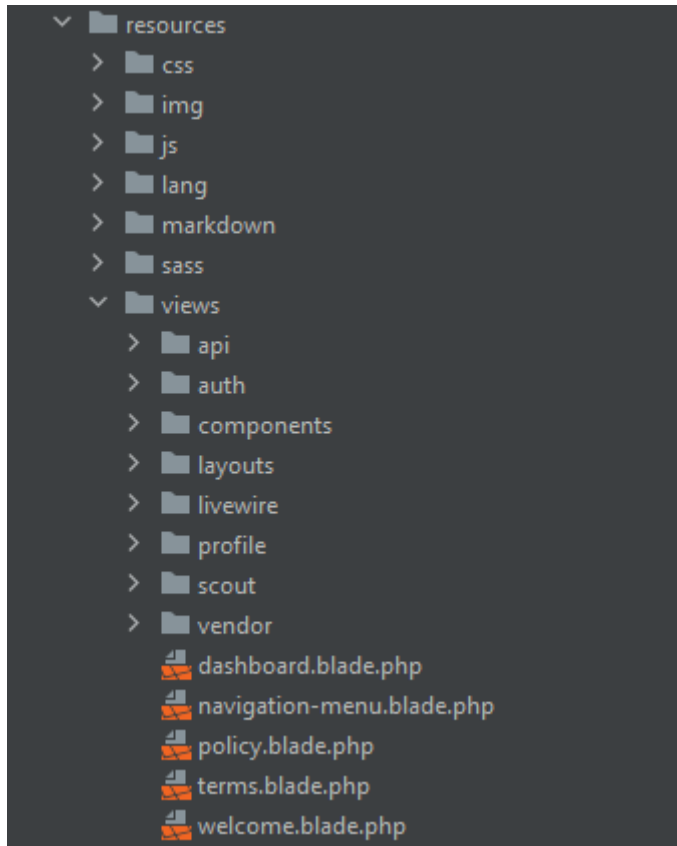 resources
css
img
js
lang
markdown
sass
views
api
auth
components
layouts
livewire
profile
scout
vendor
dashboard.blade.php
navigation-menu.blade.php
policy.blade.php
terms.blade.php
welcome.blade.php